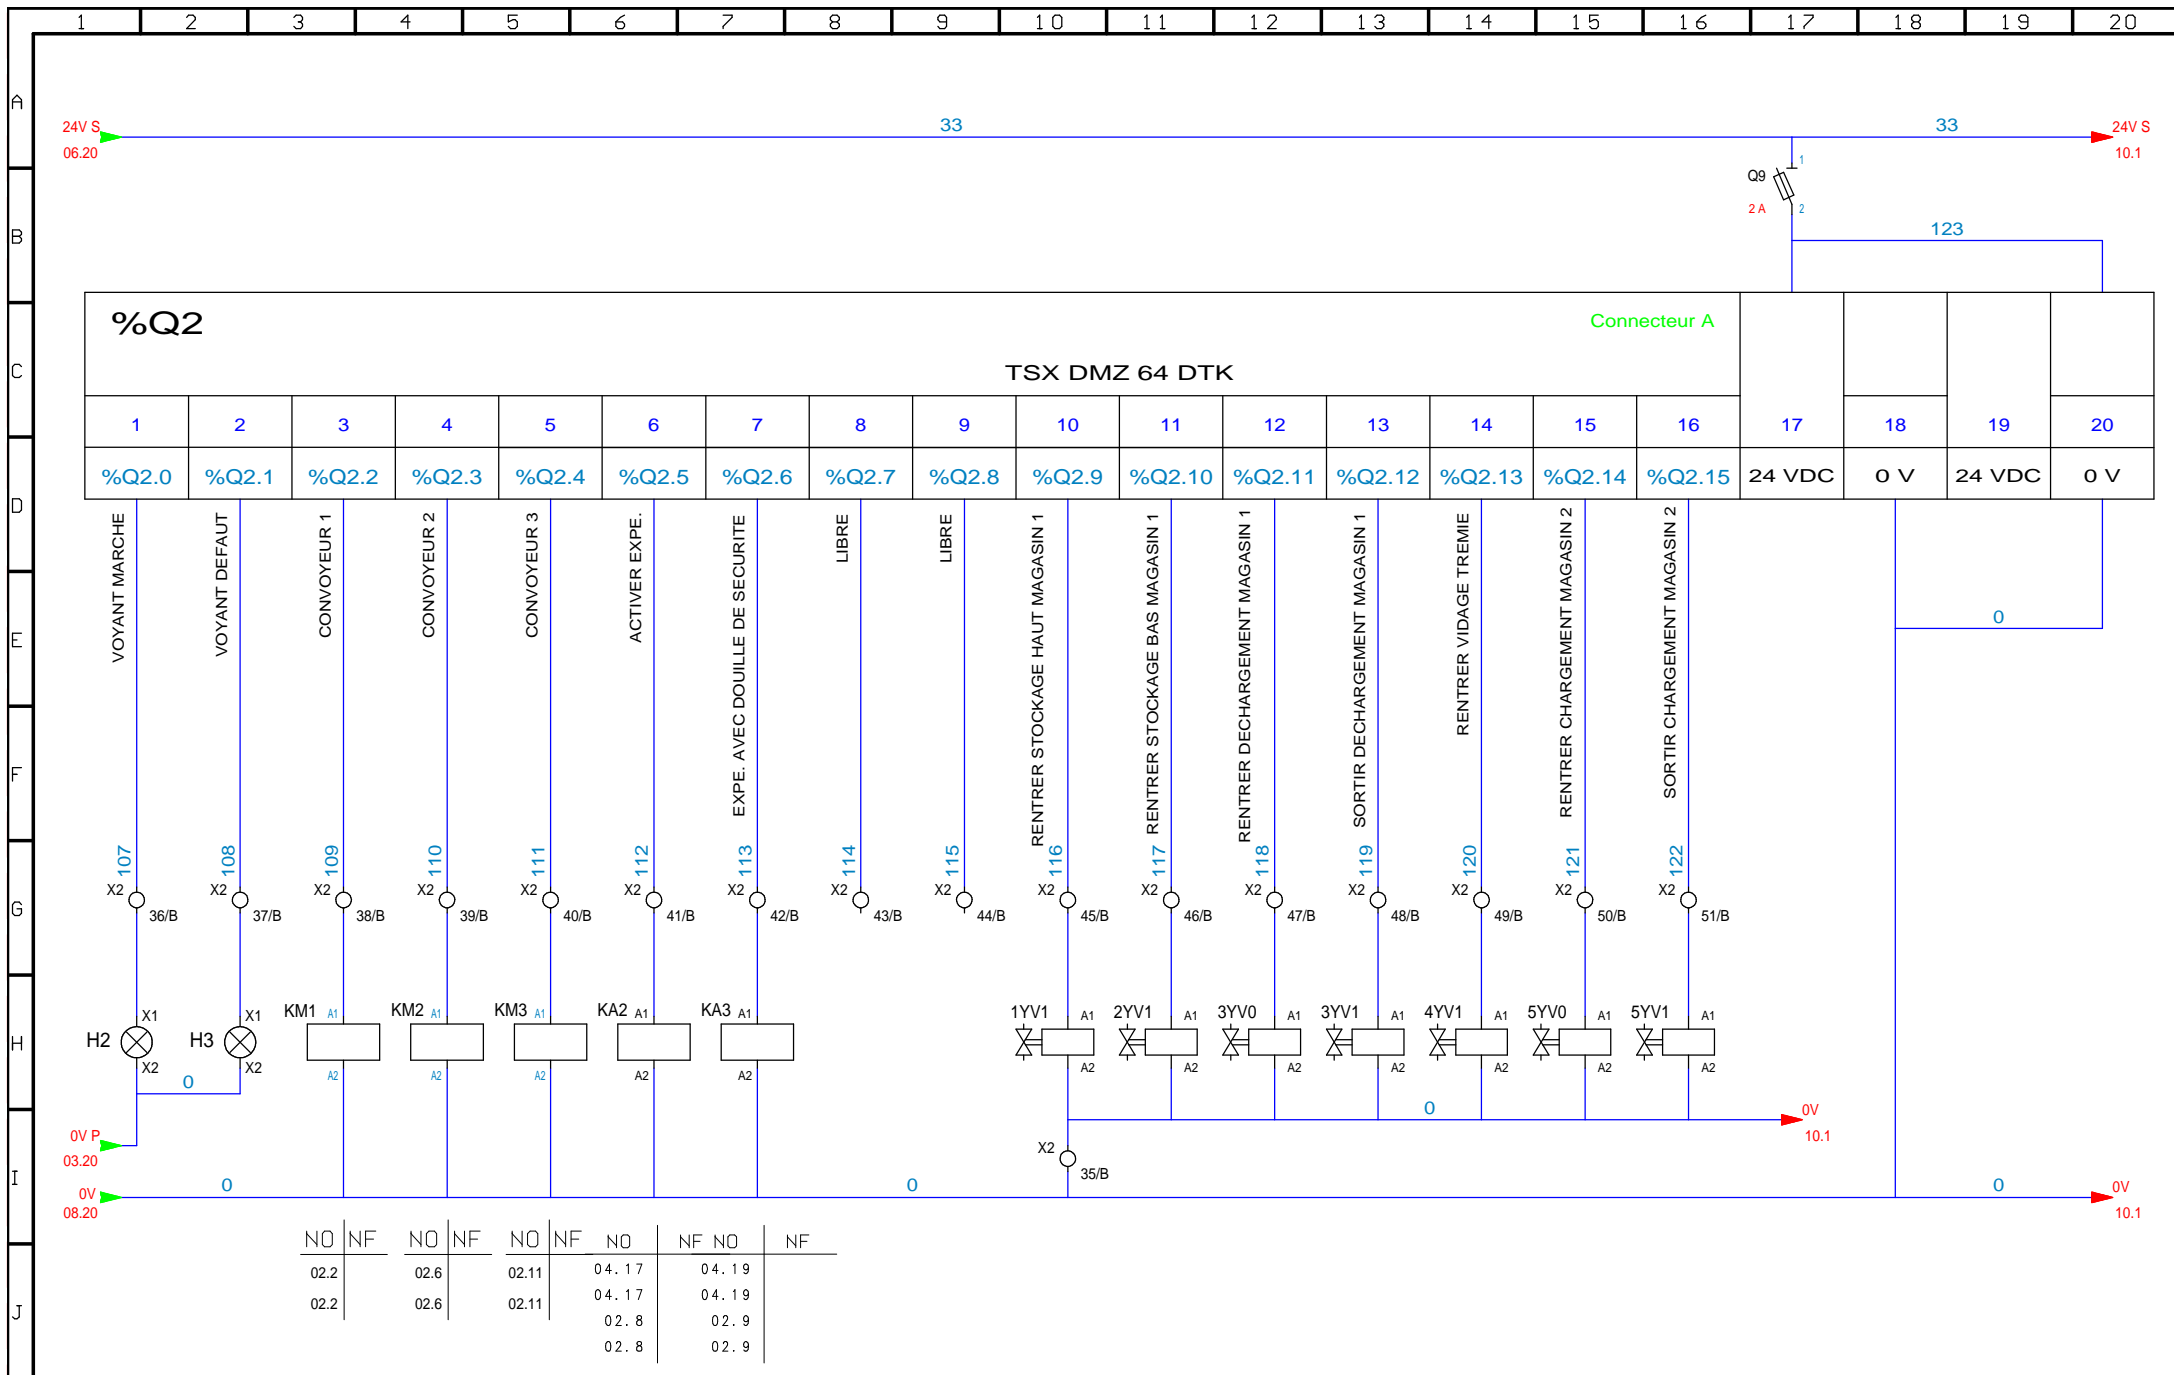 1 2 3 4 5 6 7 8 9 10 11 12 13 14 15 16 17 18 19 20
A
24V S 33 33 24V S
06.20 10.1
Q9 1
2 A 2
B
123
%Q2 Connecteur A
C
TSX DMZ 64 DTK
1 2 3 4 5 6 7 8 9 10 11 12 13 14 15 16 17 18 19 20
%Q2.0 %Q2.1 %Q2.2 %Q2.3 %Q2.4 %Q2.5 %Q2.6 %Q2.7 %Q2.8 %Q2.9 %Q2.10 %Q2.11 %Q2.12 %Q2.13 %Q2.14 %Q2.15 24 VDC 0 V 24 VDC 0 V
D
VOYANT MARCHE
VOYANT DEFAUT
CONVOYEUR 1
CONVOYEUR 2
CONVOYEUR 3
ACTIVER EXPE.
EXPE. AVEC DOUILLE DE SECURITE
LIBRE
LIBRE
RENTRER STOCKAGE HAUT MAGASIN 1
RENTRER STOCKAGE BAS MAGASIN 1
RENTRER DECHARGEMENT MAGASIN 1
SORTIR DECHARGEMENT MAGASIN 1
RENTRER VIDAGE TREMIE
RENTRER CHARGEMENT MAGASIN 2
SORTIR CHARGEMENT MAGASIN 2
0
E
F
107 108 109 110 111 112 113 114 115 116 117 118 119 120 121 122
X2 X2 X2 X2 X2 X2 X2 X2 X2 X2 X2 X2 X2 X2 X2 X2
G
36/B 37/B 38/B 39/B 40/B 41/B 42/B 43/B 44/B 45/B 46/B 47/B 48/B 49/B 50/B 51/B
X1 X1 KM1 A1 KM2 A1 KM3 A1 KA2 A1 KA3 A1 1YV1 A1 2YV1 A1 3YV0 A1 3YV1 A1 4YV1 A1 5YV0 A1 5YV1 A1
H
H2 H3
X2 X2 A2 A2 A2 A2 A2 A2 A2 A2 A2 A2 A2 A2
0
0 0V
10.1
0V P
03.20
X2
35/B
I
0V 0 0 0 0V
08.20 10.1
NO NF NO NF NO NF NO NF NO NF
02.2 02.6 02.11 04.17 04.19
02.2 02.6 02.11 04.17 04.19
02.8 02.9
02.8 02.9
J